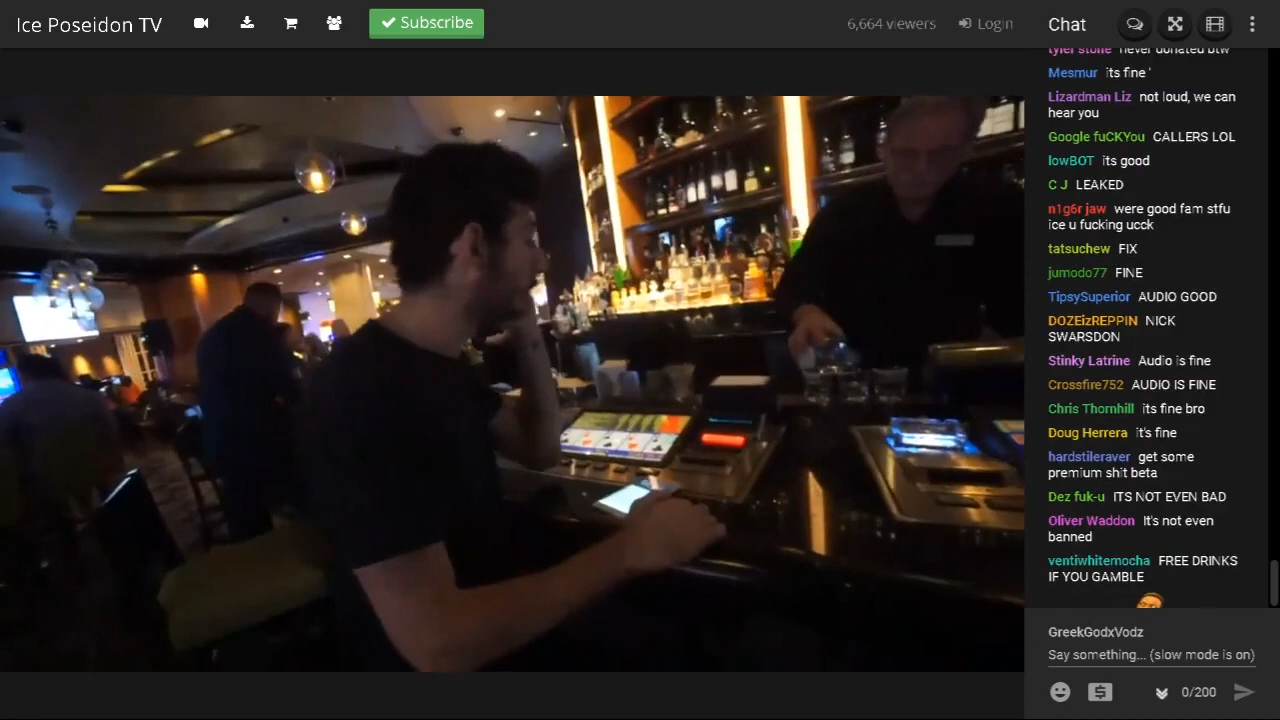 Ice Poseidon TV
Subscribe
6,664 viewers
Login
Chat
tyler stone never donated btw
Mesmur its fine '
Lizardman Liz not loud, we can
hear you
Google fuCKYou CALLERS LOL
lowBOT its good
C J LEAKED
n1g6r jaw were good fam stfu
ice u fucking ucck
tatsuchew FIX
jumodo77 FINE
TipsySuperior AUDIO GOOD
DOZEizREPPIN NICK
SWARSDON
Stinky Latrine Audio is fine
Crossfire752 AUDIO IS FINE
Chris Thornhill its fine bro
Doug Herrera it's fine
hardstileraver get some
premium shit beta
Dez fuk-u ITS NOT EVEN BAD
Oliver Waddon It's not even
banned
ventiwhitemocha FREE DRINKS
IF YOU GAMBLE
GreekGodxVodz
Say something... (slow mode is on)
0/200